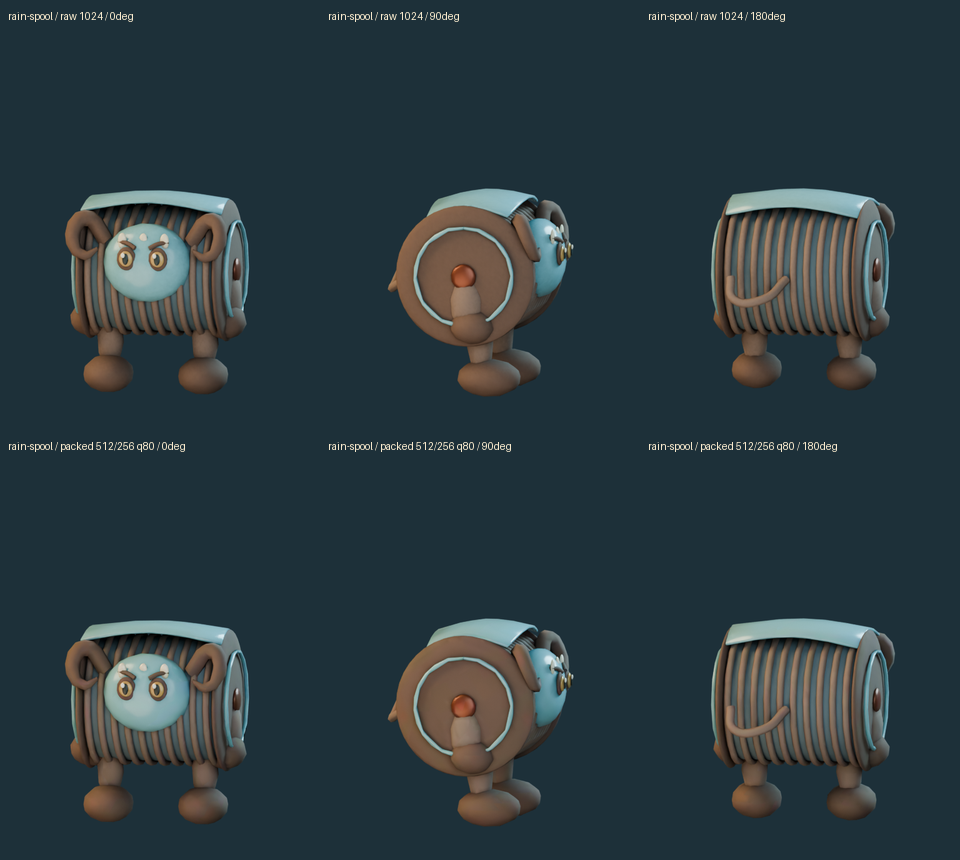 rain-spool / raw 1024 / 0deg
rain-spool / raw 1024 / 90deg
rain-spool / raw 1024 / 180deg
rain-spool / packed 512/256 q80 / 0deg
rain-spool / packed 512/256 q80 / 90deg
rain-spool / packed 512/256 q80 / 180deg